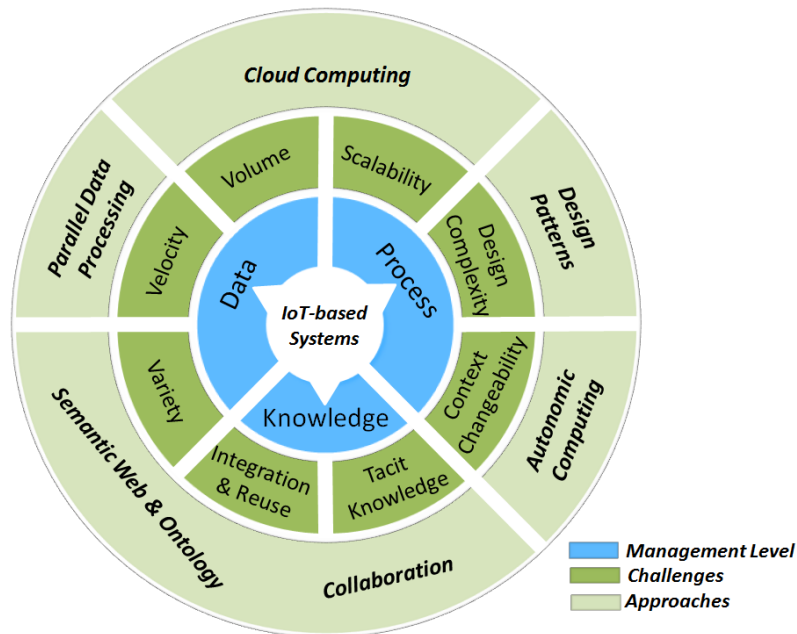 Cloud Computing
Parallel Data
Processing
Design
Patterns
Volume
Scalability
Velocity
Design
Complexity
Data
Process
IoT-based
Systems
Variety
Context
Changeability
Knowledge
Integration
& Reuse
Tacit
Knowledge
Semantic Web & Ontology
Collaboration
Autonomic
Computing
Management Level
Challenges
Approaches